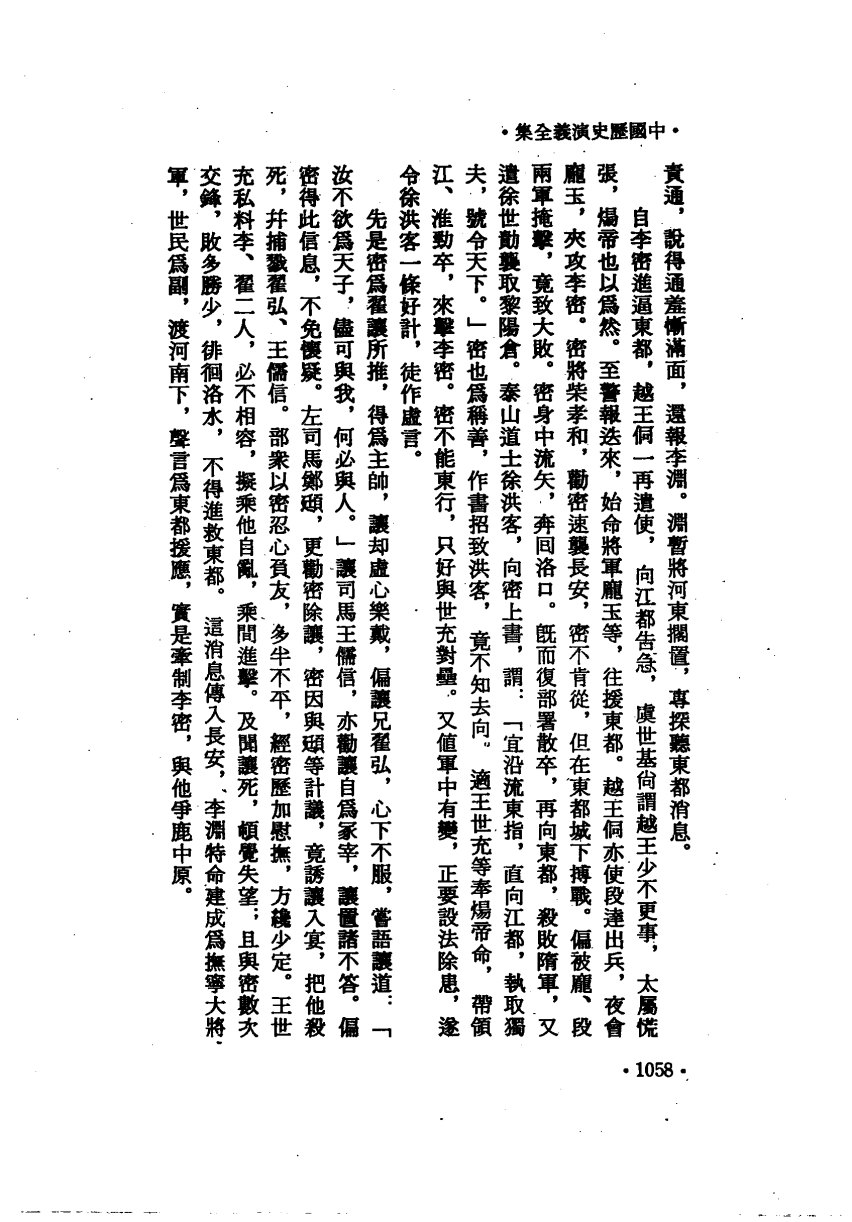 ·中國歷史演義全集·
責通，說得通羞慚滿面，還報李淵。淵暫將河東擱置，專探聽東都消息。
自李密進逼東都，越王侗一再遣使，向江都告急，虞世基尙謂越王少不更事，太屬慌
張，煬帝也以爲然。至警報迭來，始命將軍龐玉等，往援東都。越王侗亦使段達出兵，夜會
龐玉，夾攻李密。密將柴孝和，勸密速襲長安，密不肯從，但在東都城下搏戰。偏被龐、段
兩軍掩擊，竟致大敗。密身中流矢，奔囘洛口。旣而復部署散卒，再向東都，殺敗隋軍，又
遣徐世勣襲取黎陽倉。泰山道士徐洪客，向密上書，謂：「宜沿流東指，直向江都，執取獨
夫，號令天下。」密也爲稱善，作書招致洪客，竟不知去向。適王世充等奉煬帝命，帶領
江、淮勁卒，來擊李密。密不能東行，只好與世充對壘。又値軍中有變，正要設法除患，遂
令徐洪客一條好計，徒作虛言。
先是密爲翟讓所推，得爲主帥，讓却虛心樂戴，偏讓兄翟弘，心下不服，嘗語讓道：「
汝不欲爲天子，儘可與我，何必與人。」讓司馬王儒信，亦勸讓自爲冢宰，讓置諸不答。偏
密得此信息，不免懷疑。左司馬鄭頲，更勸密除讓，密因與頲等計議，竟誘讓入宴，把他殺
死，幷捕戮翟弘、王儒信。部衆以密忍心負友，多半不平，經密歷加慰撫，方纔少定。王世
充私料李、翟二人，必不相容，擬乘他自亂，乘間進擊。及聞讓死，頓覺失望；且與密數次
交鋒，敗多勝少，徘徊洛水，不得進救東都。這消息傳入長安，李淵特命建成爲撫寧大將
軍，世民爲副，渡河南下，聲言爲東都援應，實是牽制李密，與他爭鹿中原。
·1058·